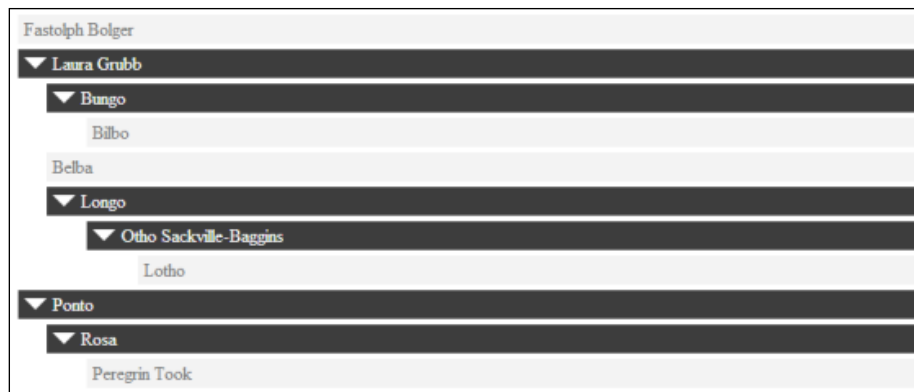 Fastolph Bolger
Laura Grubb
Bungo
Bilbo
Belba
Longo
Otho Sackville-Baggins
Lotho
Ponto
Rosa
Peregrin Took